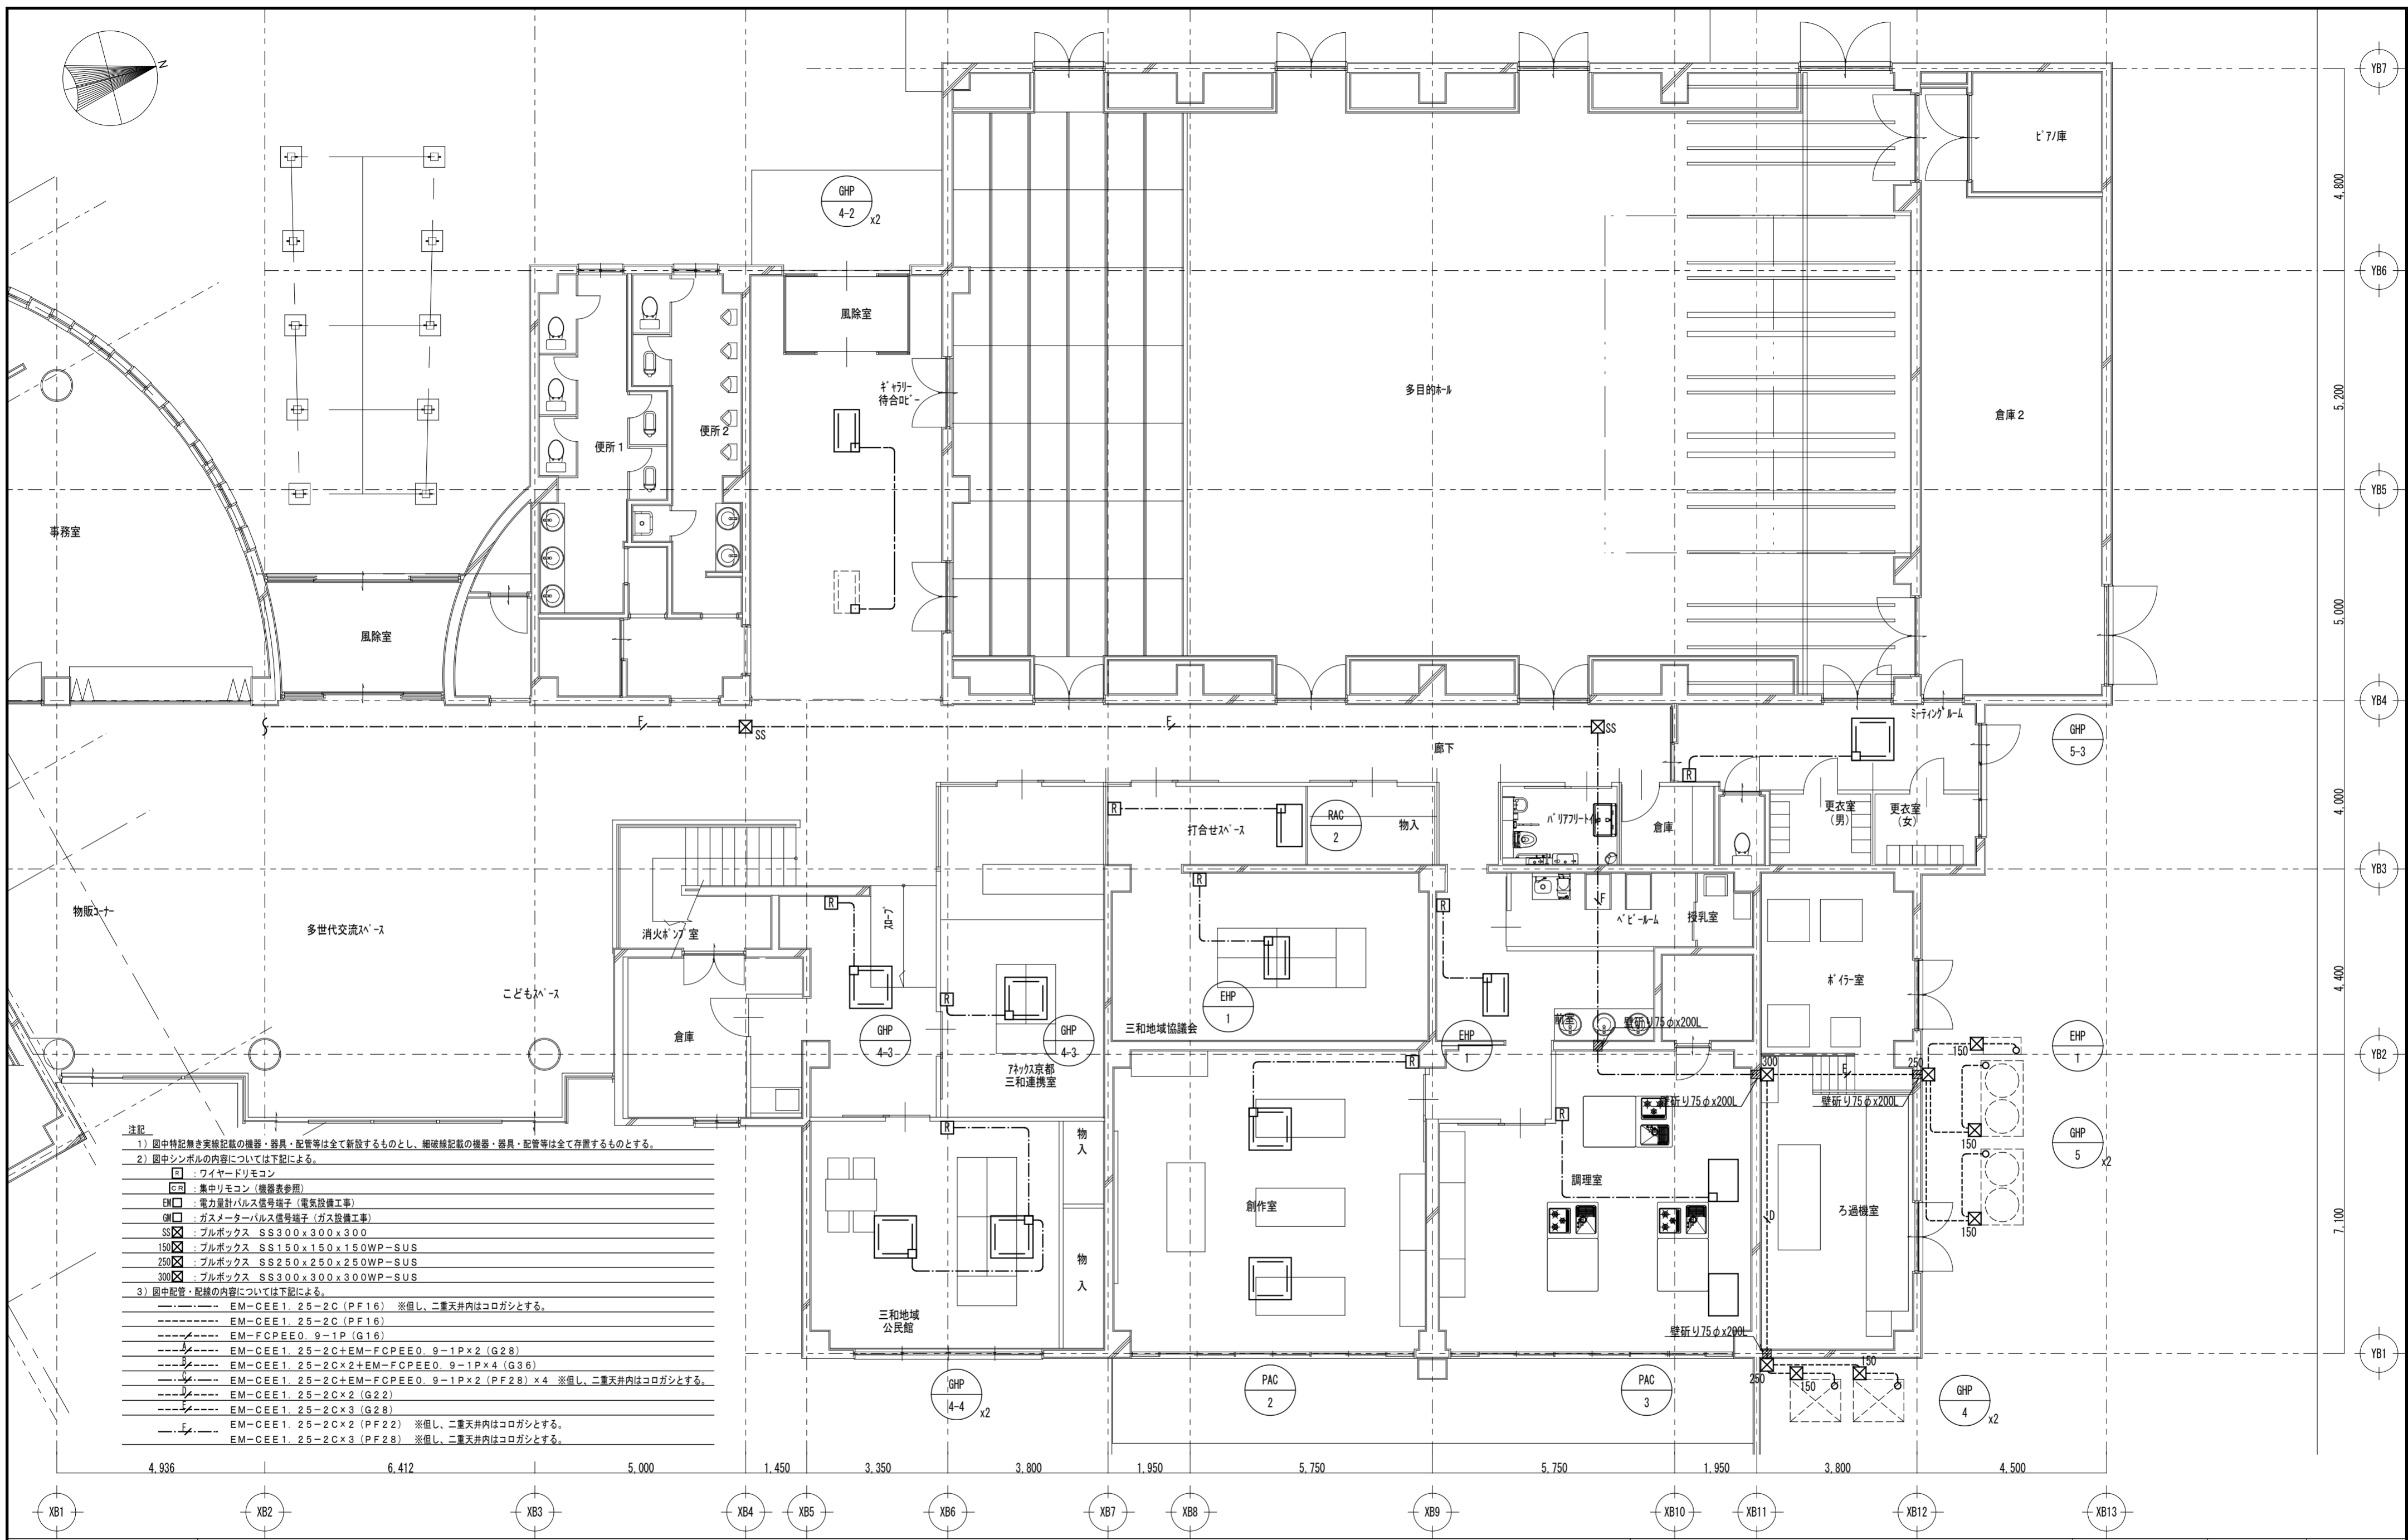 N
YB7
ピアノ庫
4,800
GHP
4-2
x2
YB6
風除室
ギャラリー
待合ロビー
多目的ホール
5,200
倉庫2
便所1
便所2
YB5
事務室
5,000
風除室
YB4
F
SS
F
SS
ミーティングルーム
廊下
GHP
5-3
R
R
打合せスペース
RAC
2
物入
バリアフリートイレ
倉庫
更衣室
(男)
更衣室
(女)
4,000
YB3
物販コーナー
多世代交流スペース
消火ポンプ室
R
スロープ
R
R
F
ベビールーム
授乳室
ボイラー室
4,400
こどもスペース
R
倉庫
GHP
4-3
GHP
4-3
EHP
1
三和地域協議会
EHP
1
前室
壁斫り75φx200L
EHP
1
YB2
アネックス京都
三和連携室
R
300
E
250
150
壁斫り75φx200L
壁斫り75φx200L
150
GHP
5
x2
R
物
入
R
調理室
創作室
D
ろ過機室
150
7,100
物
入
三和地域
公民館
壁斫り75φx200L
YB1
250
150
150
GHP
4-4
x2
PAC
2
PAC
3
GHP
4
x2
注記
1）図中特記無き実線記載の機器・器具・配管等は全て新設するものとし、細破線記載の機器・器具・配管等は全て存置するものとする。
2）図中シンボルの内容については下記による。
R ：ワイヤードリモコン
CR ：集中リモコン（機器表参照）
EM ：電力量計パルス信号端子（電気設備工事）
GM ：ガスメーターパルス信号端子（ガス設備工事）
SS ：プルボックス SS300x300x300
150 ：プルボックス SS150x150x150WP-SUS
250 ：プルボックス SS250x250x250WP-SUS
300 ：プルボックス SS300x300x300WP-SUS
3）図中配管・配線の内容については下記による。
EM-CEE1.25-2C（PF16） ※但し、二重天井内はコロガシとする。
EM-CEE1.25-2C（PF16）
EM-FCPEE0.9-1P（G16）
A EM-CEE1.25-2C+EM-FCPEE0.9-1P×2（G28）
B EM-CEE1.25-2C×2+EM-FCPEE0.9-1P×4（G36）
C EM-CEE1.25-2C+EM-FCPEE0.9-1P×2（PF28）×4 ※但し、二重天井内はコロガシとする。
D EM-CEE1.25-2C×2（G22）
E EM-CEE1.25-2C×3（G28）
F EM-CEE1.25-2C×2（PF22） ※但し、二重天井内はコロガシとする。
EM-CEE1.25-2C×3（PF28） ※但し、二重天井内はコロガシとする。
4,936 6,412 5,000 1,450 3,350 3,800 1,950 5,750 5,750 1,950 3,800 4,500
XB1 XB2 XB3 XB4 XB5 XB6 XB7 XB8 XB9 XB10 XB11 XB12 XB13